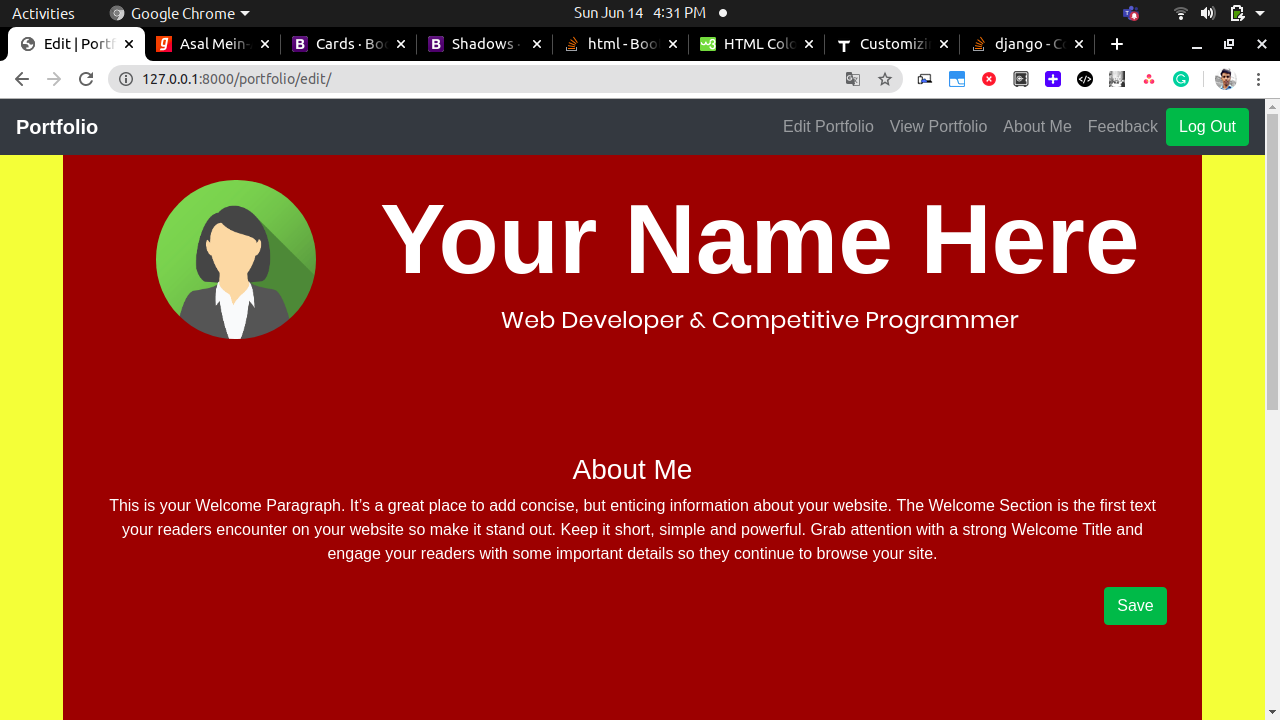 Activities Google Chrome Sun Jun 14 4:31 PM
Edit | Portf Asal Mein- Cards · Boo Shadows · html - Boo HTML Colo Customizin django - Co
127.0.0.1:8000/portfolio/edit/
Portfolio Edit Portfolio View Portfolio About Me Feedback Log Out
Your Name Here
Web Developer & Competitive Programmer
About Me
This is your Welcome Paragraph. It's a great place to add concise, but enticing information about your website. The Welcome Section is the first text
your readers encounter on your website so make it stand out. Keep it short, simple and powerful. Grab attention with a strong Welcome Title and
engage your readers with some important details so they continue to browse your site.
Save